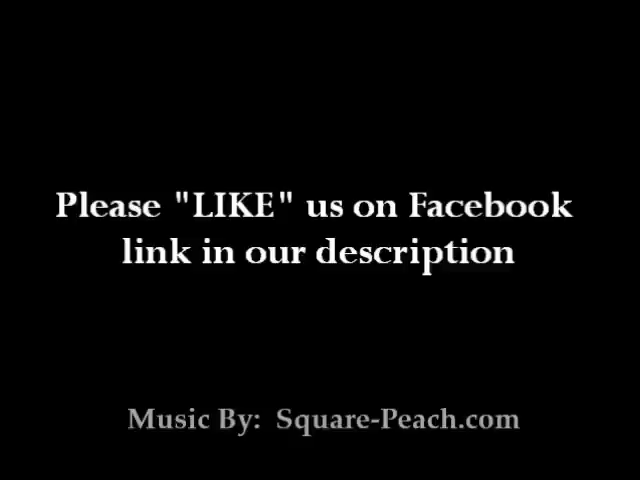 Please "LIKE" us on Facebook
link in our description
Music By:  Square-Peach.com